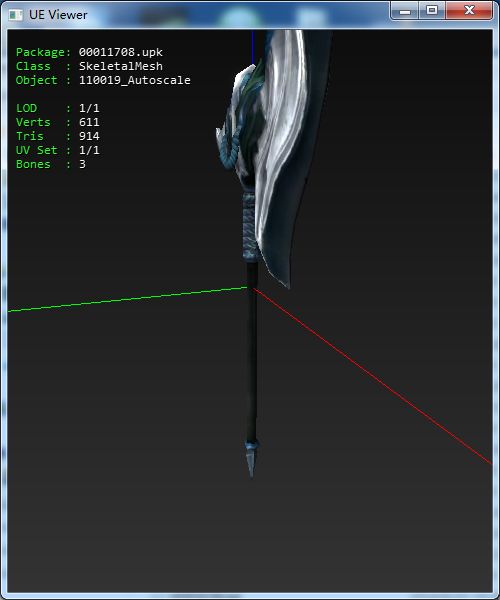 UE Viewer
Package: 00011708.upk
Class : SkeletalMesh
Object : 110019_Autoscale
LOD : 1/1
Verts : 611
Tris : 914
UV Set : 1/1
Bones : 3